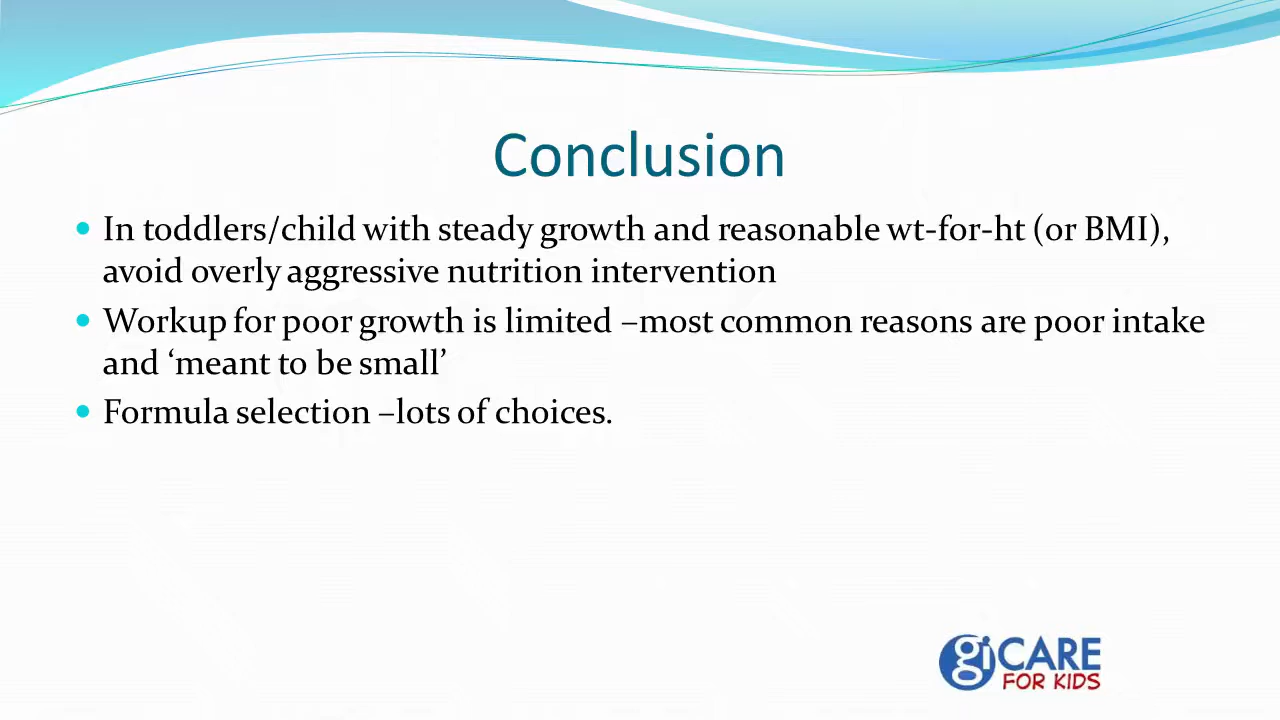 Conclusion
• In toddlers/child with steady growth and reasonable wt-for-ht (or BMI),
avoid overly aggressive nutrition intervention
• Workup for poor growth is limited –most common reasons are poor intake
and ‘meant to be small’
• Formula selection –lots of choices.
gi CARE
FOR KIDS